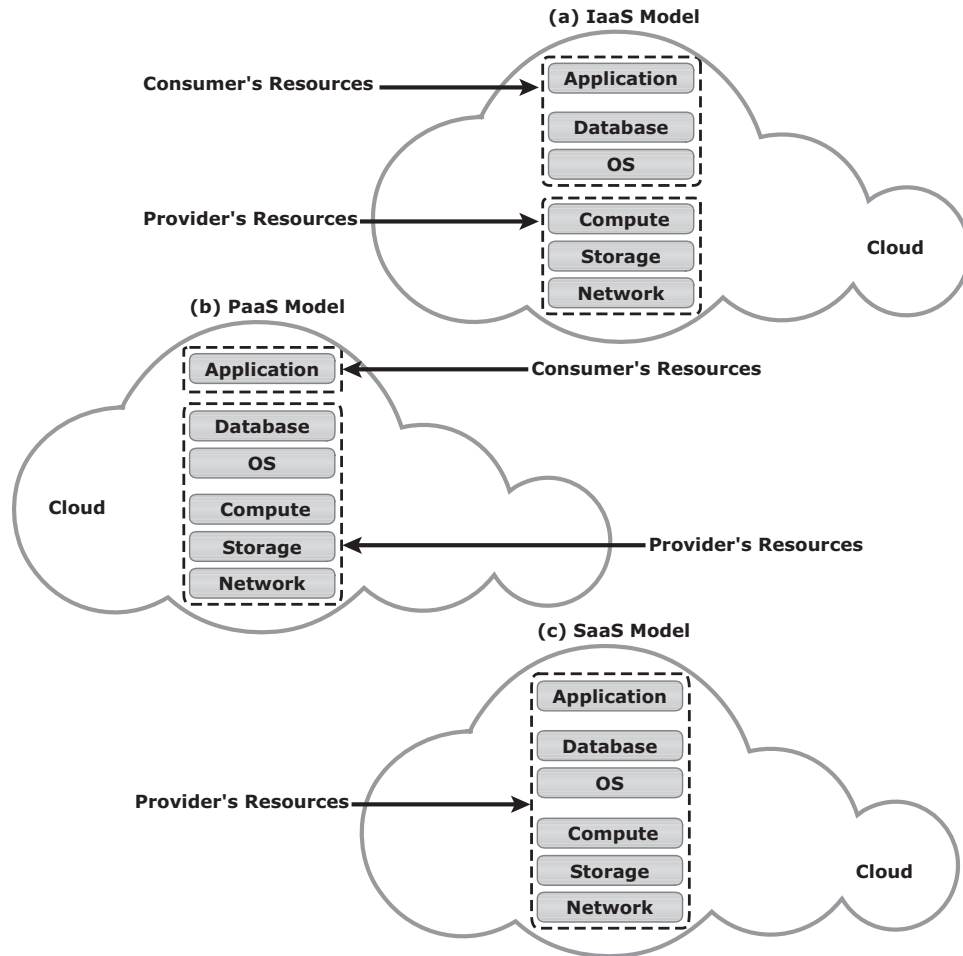 (a) IaaS Model
Consumer's Resources
Application
Database
OS
Provider's Resources
Compute
Storage
Network
Cloud
(b) PaaS Model
Application
Consumer's Resources
Database
OS
Cloud
Compute
Storage
Provider's Resources
Network
(c) SaaS Model
Application
Database
OS
Provider's Resources
Compute
Storage
Cloud
Network